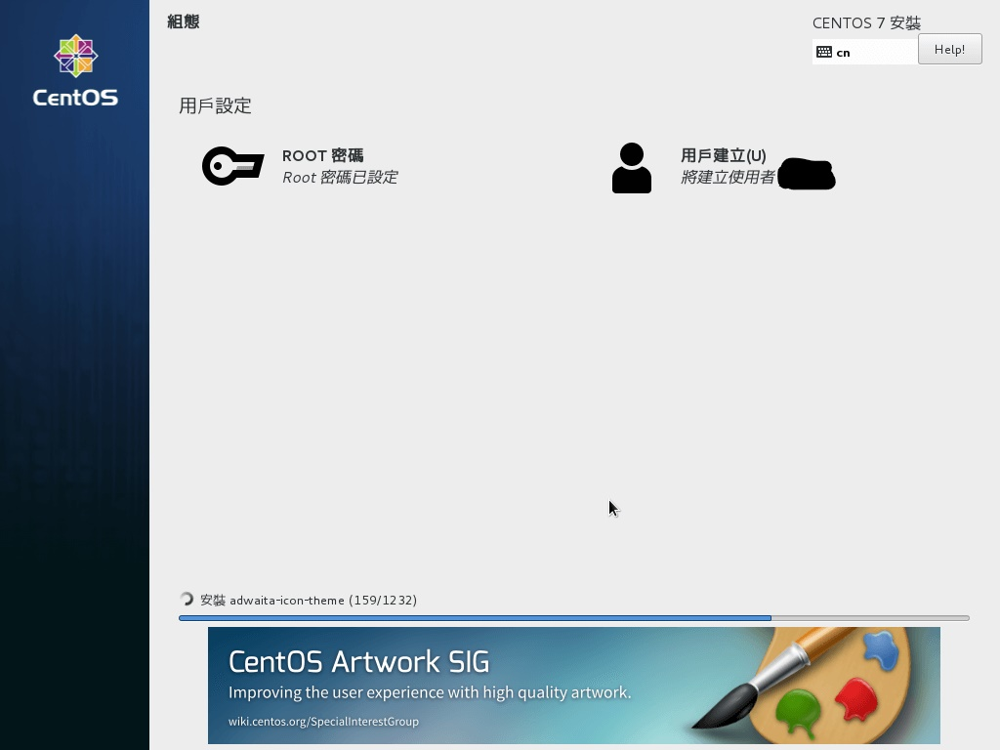 組態
CENTOS 7 安裝
cn
Help!
CentOS
用戶設定
ROOT 密碼
Root 密碼已設定
用戶建立(U)
將建立使用者
安裝 adwaita-icon-theme (159/1232)
CentOS Artwork SIG
Improving the user experience with high quality artwork.
wiki.centos.org/SpecialInterestGroup